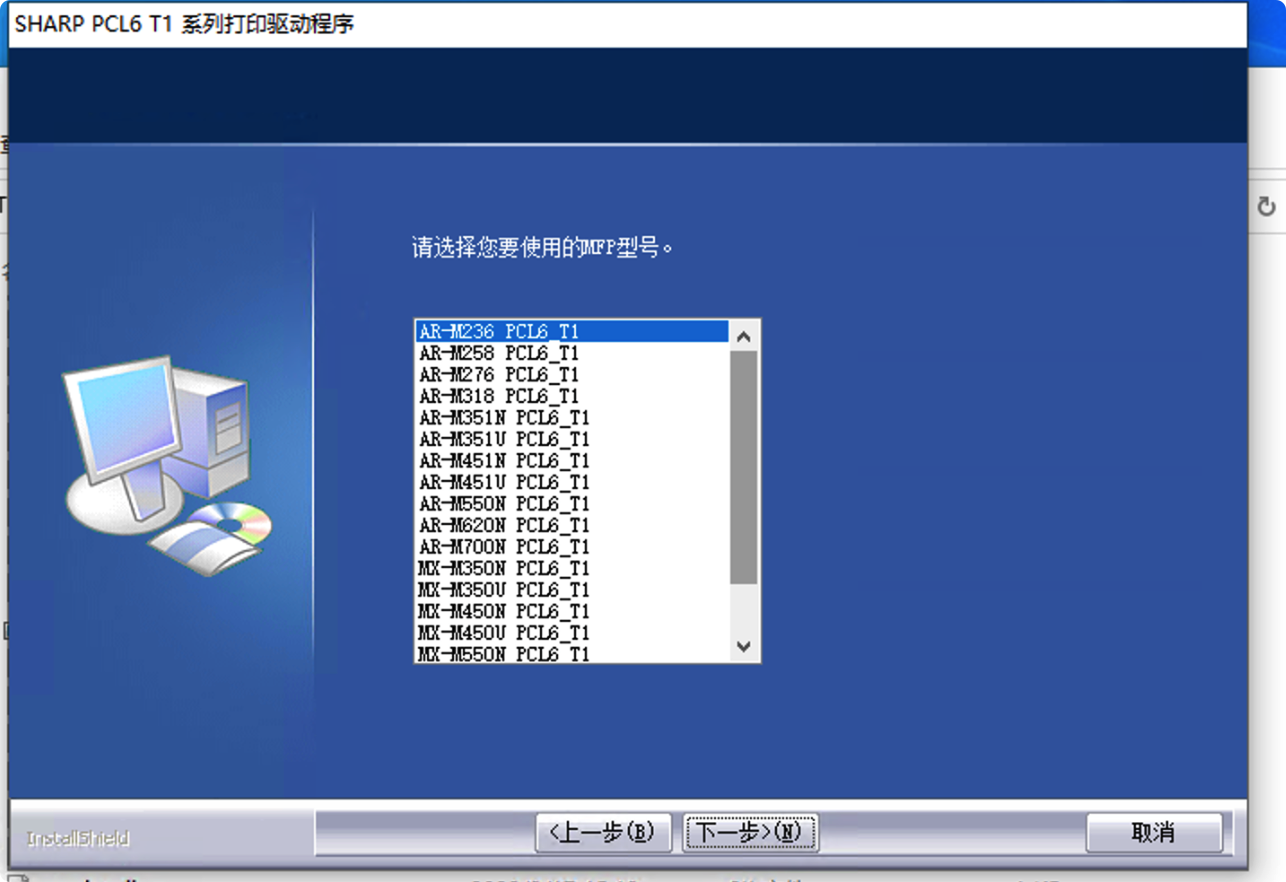 SHARP PCL6 T1 系列打印驱动程序
请选择您要使用的MFP型号。
AR-M236 PCL6_T1
AR-M258 PCL6_T1
AR-M276 PCL6_T1
AR-M318 PCL6_T1
AR-M351N PCL6_T1
AR-M351U PCL6_T1
AR-M451N PCL6_T1
AR-M451U PCL6_T1
AR-M550N PCL6_T1
AR-M620N PCL6_T1
AR-M700N PCL6_T1
MX-M350N PCL6_T1
MX-M350U PCL6_T1
MX-M450N PCL6_T1
MX-M450U PCL6_T1
MX-M550N PCL6_T1
InstallShield
<上一步(B) 下一步>(N) 取消